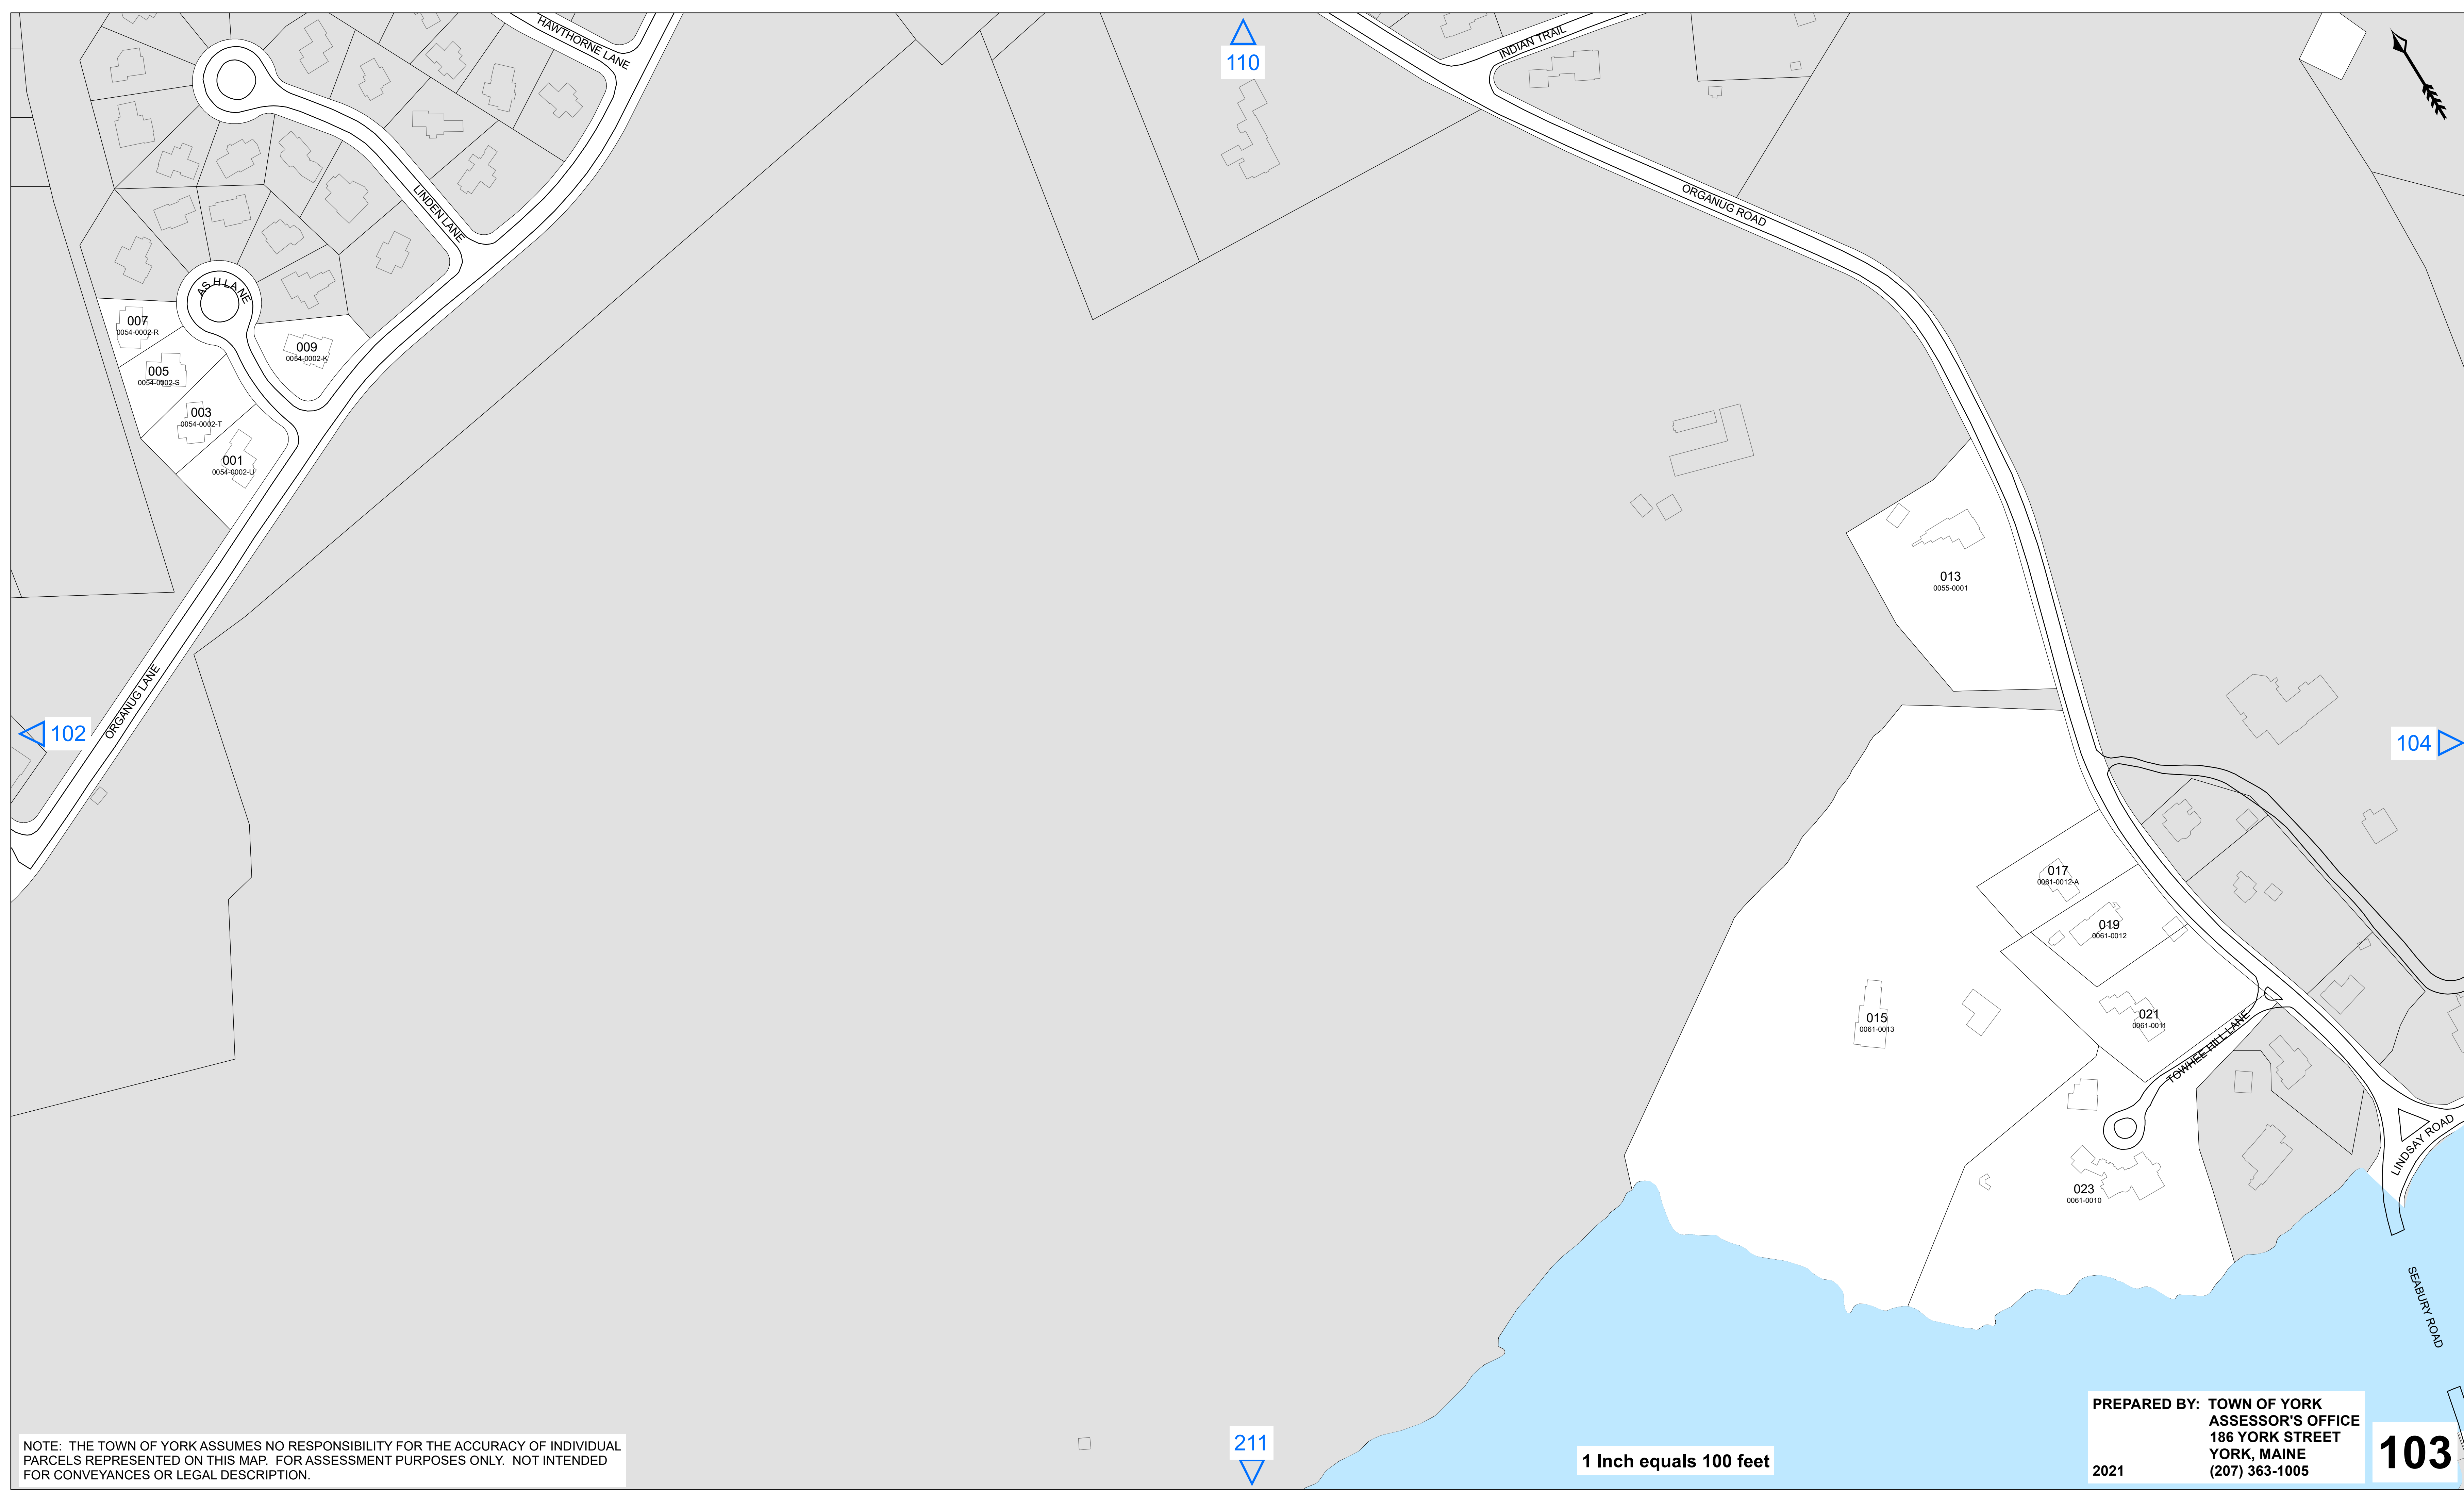 HAWTHORNE LANE
110
INDIAN TRAIL
ORGANUG ROAD
LINDEN LANE
ASH LANE
007
0054-0002-R
009
0054-0002-K
005
0054-0002-S
003
0054-0002-T
001
0054-0002-U
013
0055-0001
ORGANUG LANE
102
104
017
0061-0012-A
019
0061-0012
015
0061-0013
021
0061-0011
TOWHEE HILL LANE
LINDSAY ROAD
023
0061-0010
SEABURY ROAD
NOTE: THE TOWN OF YORK ASSUMES NO RESPONSIBILITY FOR THE ACCURACY OF INDIVIDUAL
PARCELS REPRESENTED ON THIS MAP. FOR ASSESSMENT PURPOSES ONLY. NOT INTENDED
FOR CONVEYANCES OR LEGAL DESCRIPTION.
211
1 Inch equals 100 feet
PREPARED BY: TOWN OF YORK
ASSESSOR'S OFFICE
186 YORK STREET
YORK, MAINE
2021 (207) 363-1005
103